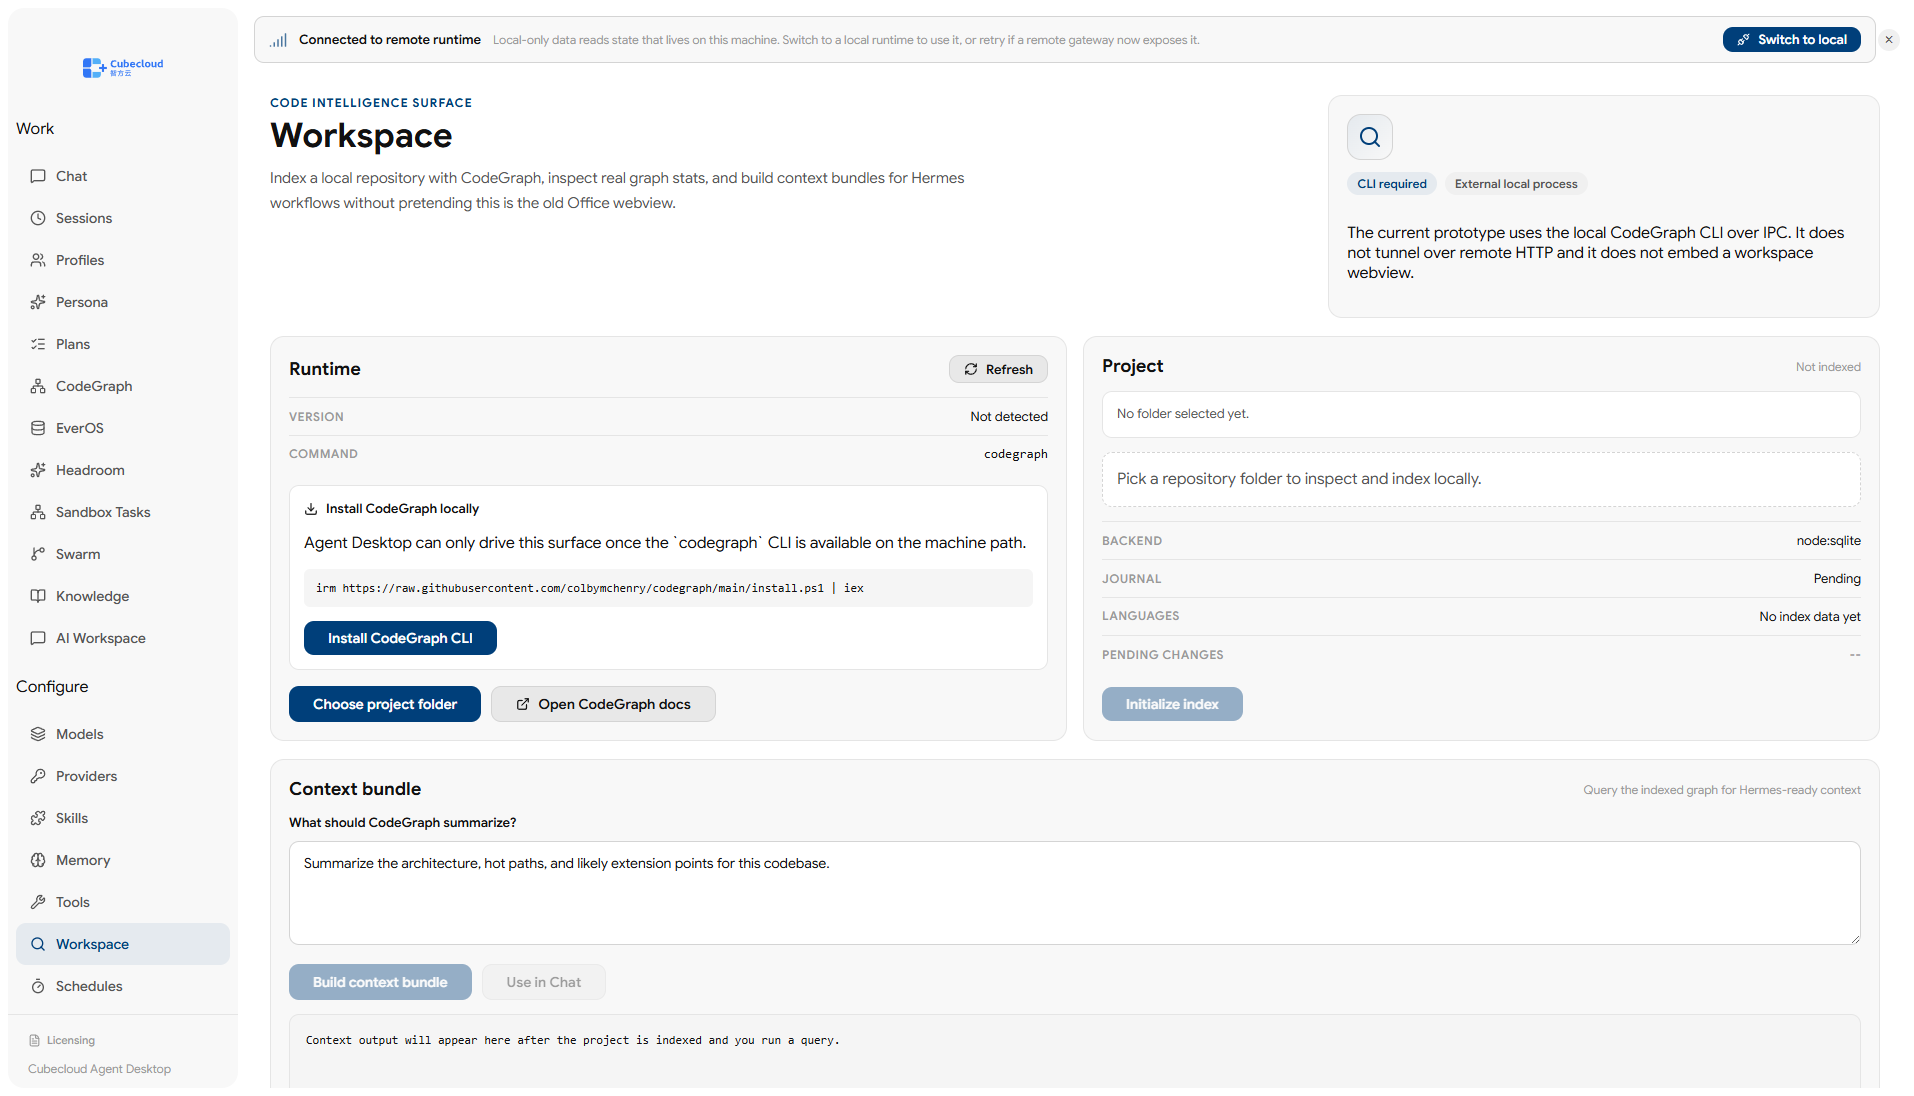 Cubecloud
智方云
Work
Chat
Sessions
Profiles
Persona
Plans
CodeGraph
EverOS
Headroom
Sandbox Tasks
Swarm
Knowledge
AI Workspace
Configure
Models
Providers
Skills
Memory
Tools
Workspace
Schedules
Licensing
Cubecloud Agent Desktop
Connected to remote runtime Local-only data reads state that lives on this machine. Switch to a local runtime to use it, or retry if a remote gateway now exposes it.
Switch to local
CODE INTELLIGENCE SURFACE
Workspace
Index a local repository with CodeGraph, inspect real graph stats, and build context bundles for Hermes
workflows without pretending this is the old Office webview.
CLI required External local process
The current prototype uses the local CodeGraph CLI over IPC. It does
not tunnel over remote HTTP and it does not embed a workspace
webview.
Runtime
Refresh
VERSION Not detected
COMMAND codegraph
Install CodeGraph locally
Agent Desktop can only drive this surface once the `codegraph` CLI is available on the machine path.
irm https://raw.githubusercontent.com/colbymchenry/codegraph/main/install.ps1 | iex
Install CodeGraph CLI
Choose project folder Open CodeGraph docs
Project
Not indexed
No folder selected yet.
Pick a repository folder to inspect and index locally.
BACKEND node:sqlite
JOURNAL Pending
LANGUAGES No index data yet
PENDING CHANGES --
Initialize index
Context bundle
Query the indexed graph for Hermes-ready context
What should CodeGraph summarize?
Summarize the architecture, hot paths, and likely extension points for this codebase.
Build context bundle Use in Chat
Context output will appear here after the project is indexed and you run a query.